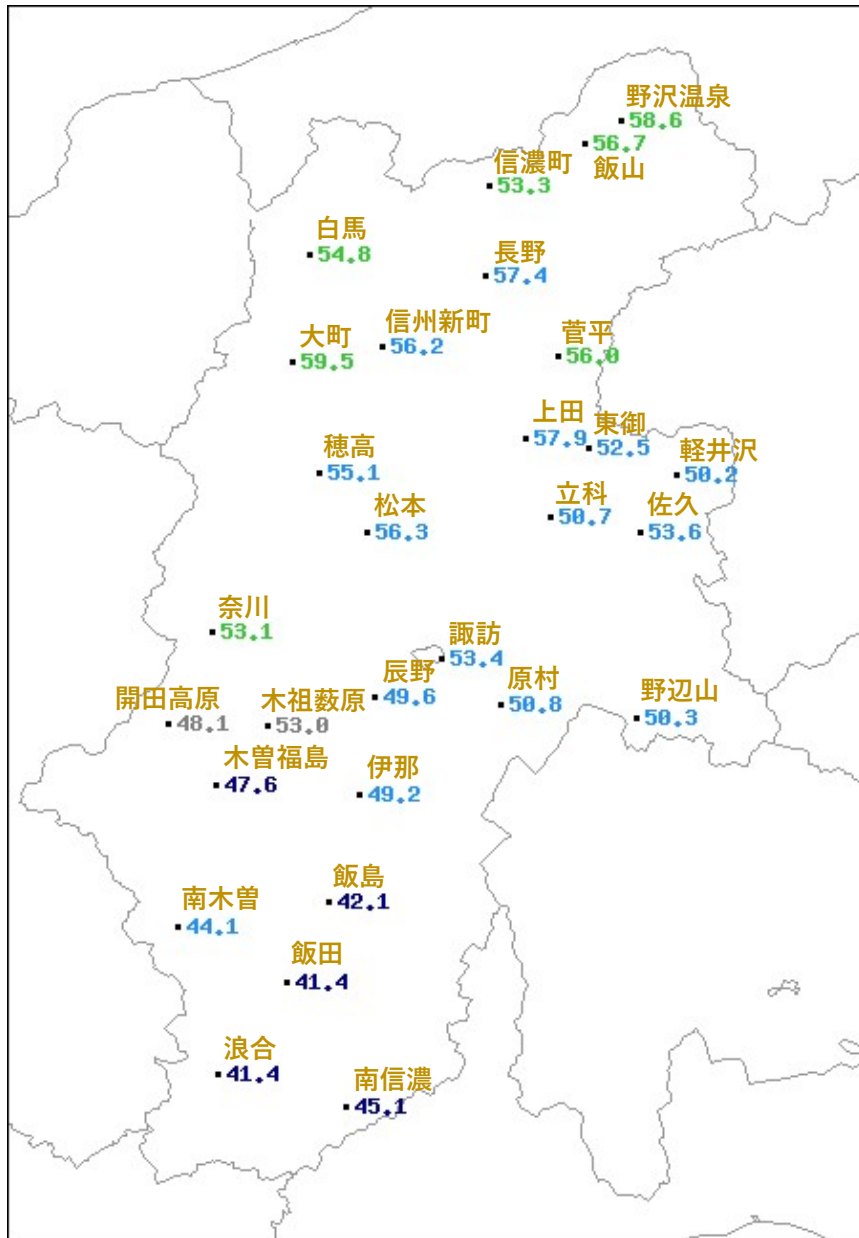 野沢温泉
58.6
56.7
飯山
信濃町
53.3
白馬
54.8
長野
57.4
信州新町
56.2
大町
59.5
菅平
56.0
上田
57.9
東御
52.5
軽井沢
50.2
穂高
55.1
松本
56.3
立科
50.7
佐久
53.6
奈川
53.1
諏訪
53.4
辰野
49.6
原村
50.8
野辺山
50.3
開田高原
48.1
木祖薮原
53.0
木曽福島
47.6
伊那
49.2
飯島
42.1
南木曽
44.1
飯田
41.4
浪合
41.4
南信濃
45.1